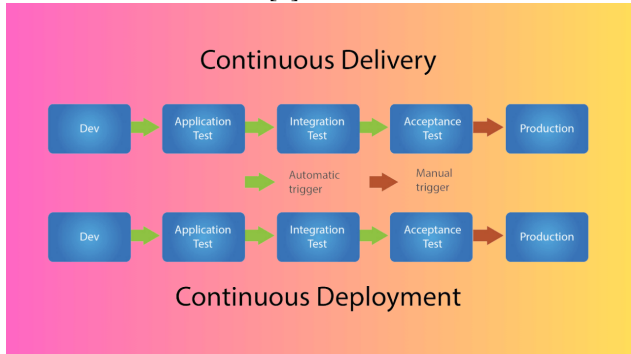 Continuous Delivery
Dev
Application
Test
Integration
Test
Acceptance
Test
Production
Automatic
trigger
Manual
trigger
Dev
Application
Test
Integration
Test
Acceptance
Test
Production
Continuous Deployment